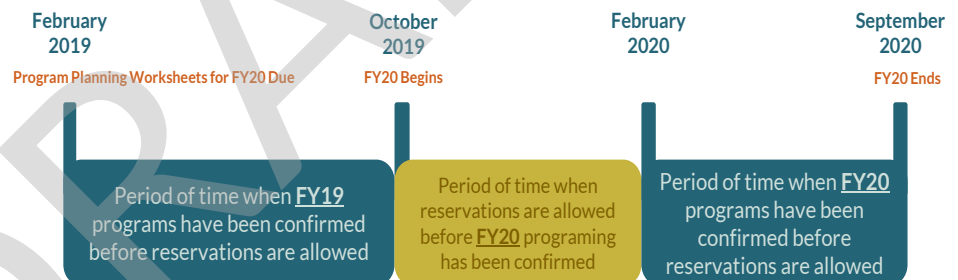 February
2019
Program Planning Worksheets for FY20 Due
October
2019
FY20 Begins
February
2020
September
2020
FY20 Ends
Period of time when FY19
programs have been confirmed
before reservations are allowed
Period of time when
reservations are allowed
before FY20 programing
has been confirmed
Period of time when FY20
programs have been
confirmed before
reservations are allowed